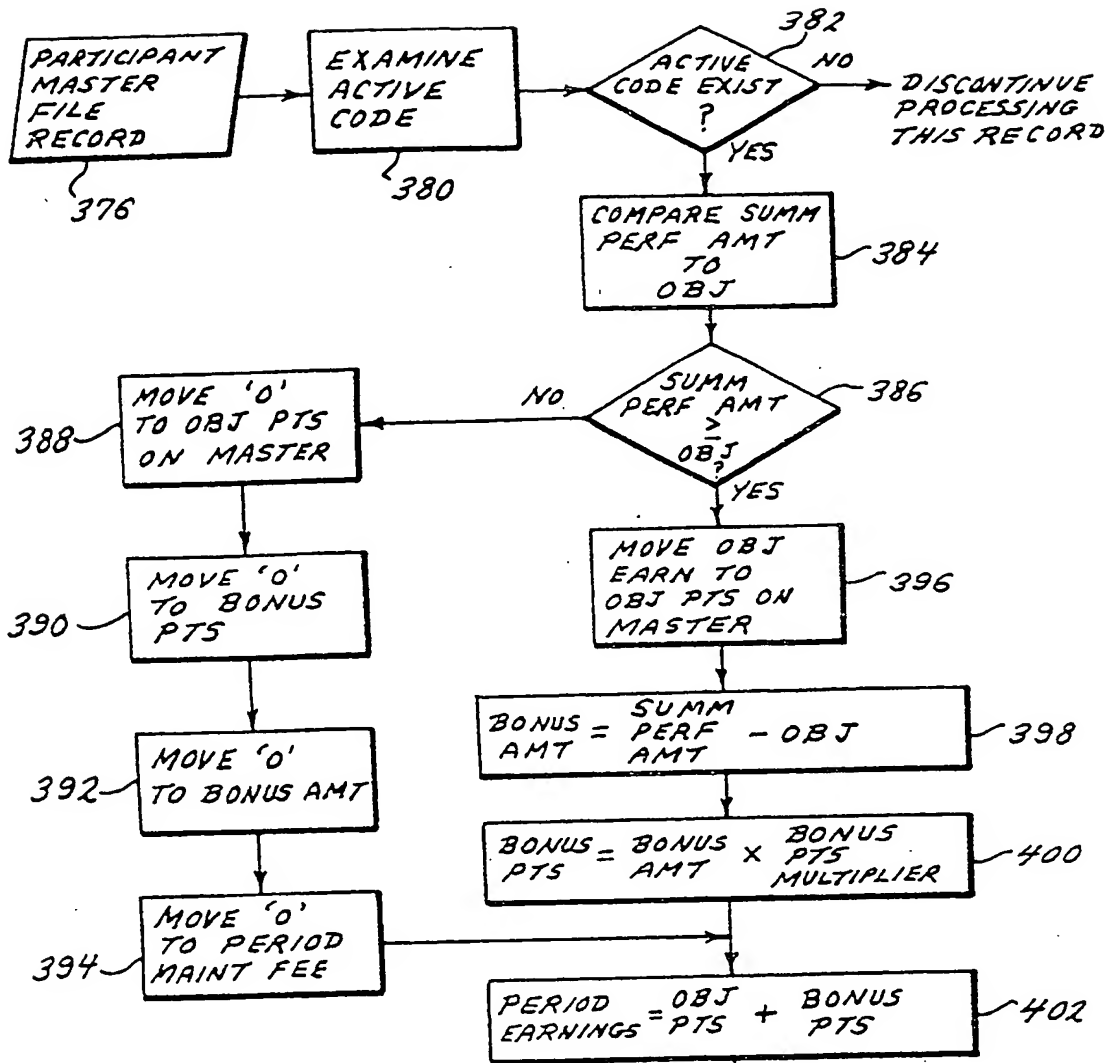 PARTICIPANT
MASTER
FILE
RECORD
376
EXAMINE
ACTIVE
CODE
380
382
ACTIVE
CODE EXIST
?
NO
DISCONTINUE
PROCESSING
THIS RECORD
YES
COMPARE SUMM
PERF AMT
TO
OBJ
384
SUMM
PERF AMT
≥
OBJ
?
386
NO
YES
MOVE 'O'
TO OBJ PTS
ON MASTER
388
MOVE 'O'
TO BONUS
PTS
390
MOVE 'O'
TO BONUS AMT
392
MOVE 'O'
TO PERIOD
MAINT FEE
394
MOVE OBJ
EARN TO
OBJ PTS ON
MASTER
396
BONUS AMT = SUMM PERF AMT - OBJ
398
BONUS PTS = BONUS AMT × BONUS PTS MULTIPLIER
400
PERIOD EARNINGS = OBJ PTS + BONUS PTS
402